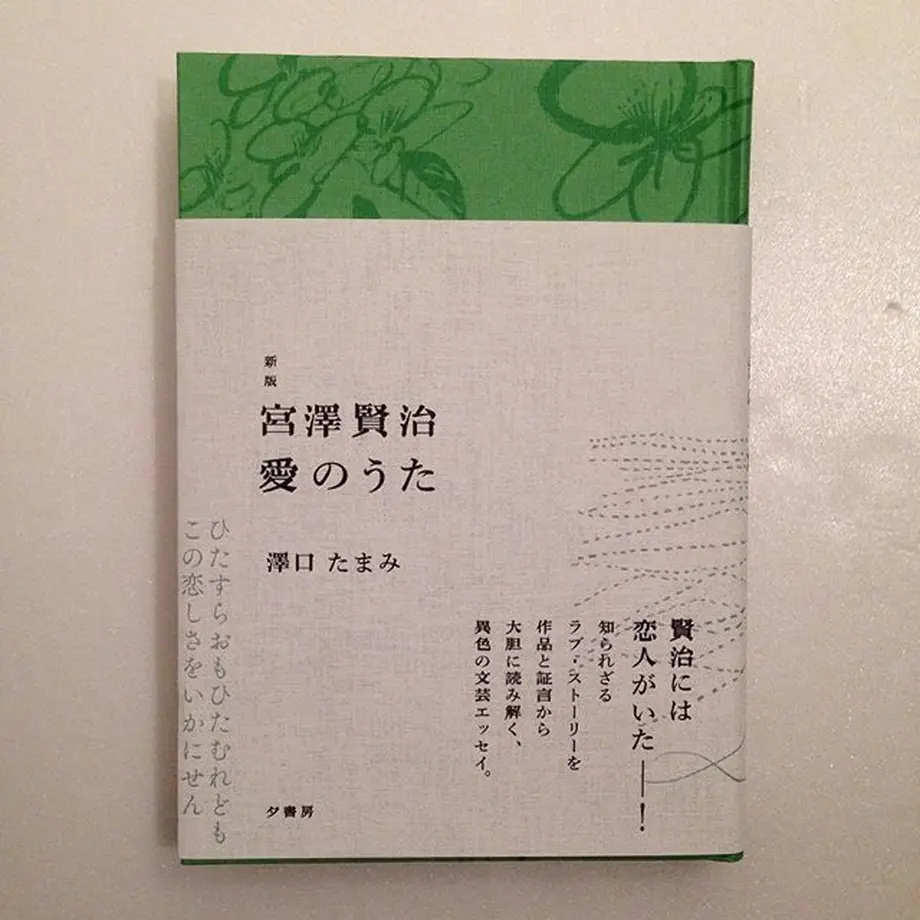 新版
宮澤賢治
愛のうた
澤口 たまみ
賢治には
恋人がいた──！
知られざる
ラブ・ストーリーを
作品と証言から
大胆に読み解く、
異色の文芸エッセイ。
ひたすらおもひたむれども
この恋しさをいかにせん
夕書房